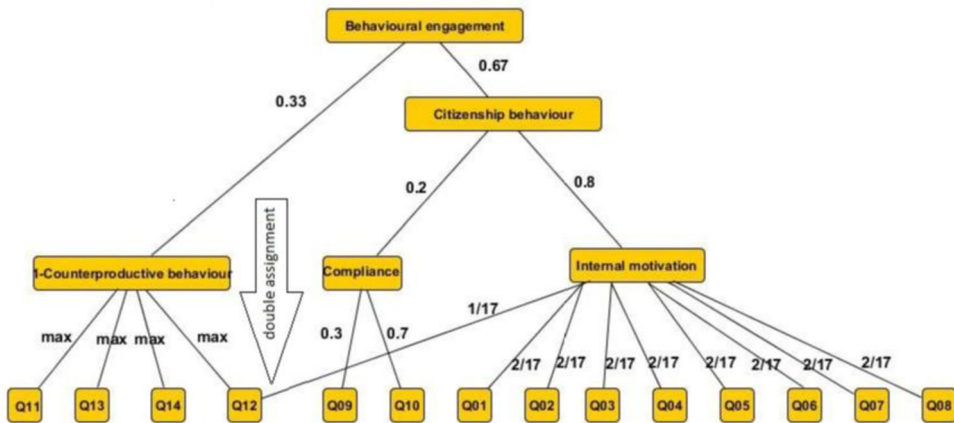 Behavioural engagement
0.33
0.67
Citizenship behaviour
0.2
0.8
double assignment
1-Counterproductive behaviour
Compliance
Internal motivation
max
max
max
max
0.3
0.7
1/17
2/17
2/17
2/17
2/17
2/17
2/17
2/17
2/17
Q11
Q13
Q14
Q12
Q09
Q10
Q01
Q02
Q03
Q04
Q05
Q06
Q07
Q08